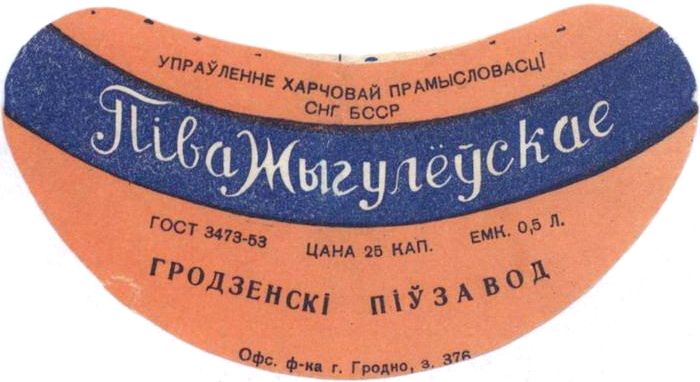 УПРАЎЛЕННЕ ХАРЧОВАЙ ПРАМЫСЛОВАСЦІ
СНГ БССР
Піва Жыгулёўскае
ГОСТ 3473-53 ЦАНА 25 КАП. ЕМК. 0,5 Л.
ГРОДЗЕНСКІ ПІЎЗАВОД
Офс. ф-ка г. Гродно, з. 376